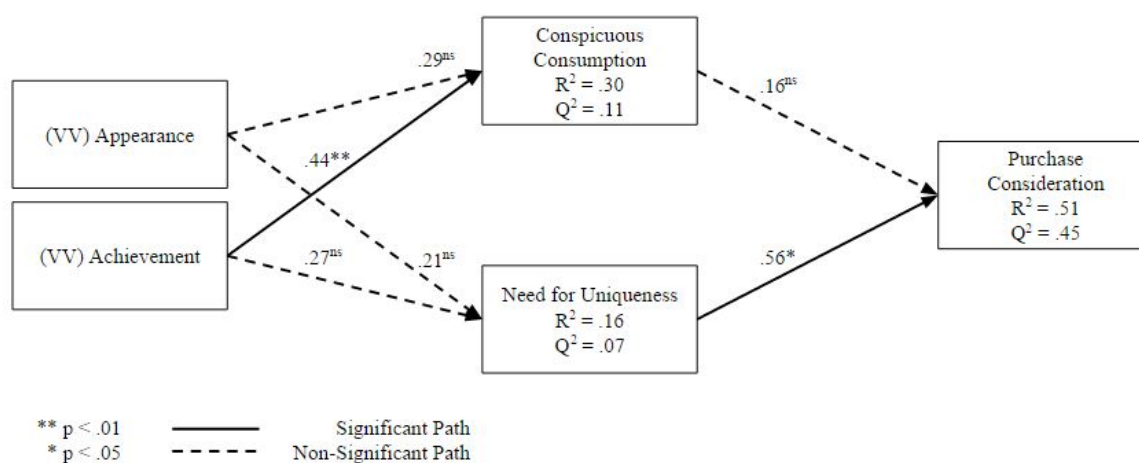 Conspicuous
Consumption
R² = .30
Q² = .11
.29ⁿˢ
.16ⁿˢ
(VV) Appearance
.44**
Purchase
Consideration
R² = .51
Q² = .45
(VV) Achievement
.27ⁿˢ
.21ⁿˢ
.56*
Need for Uniqueness
R² = .16
Q² = .07
** p < .01 Significant Path
* p < .05 Non-Significant Path